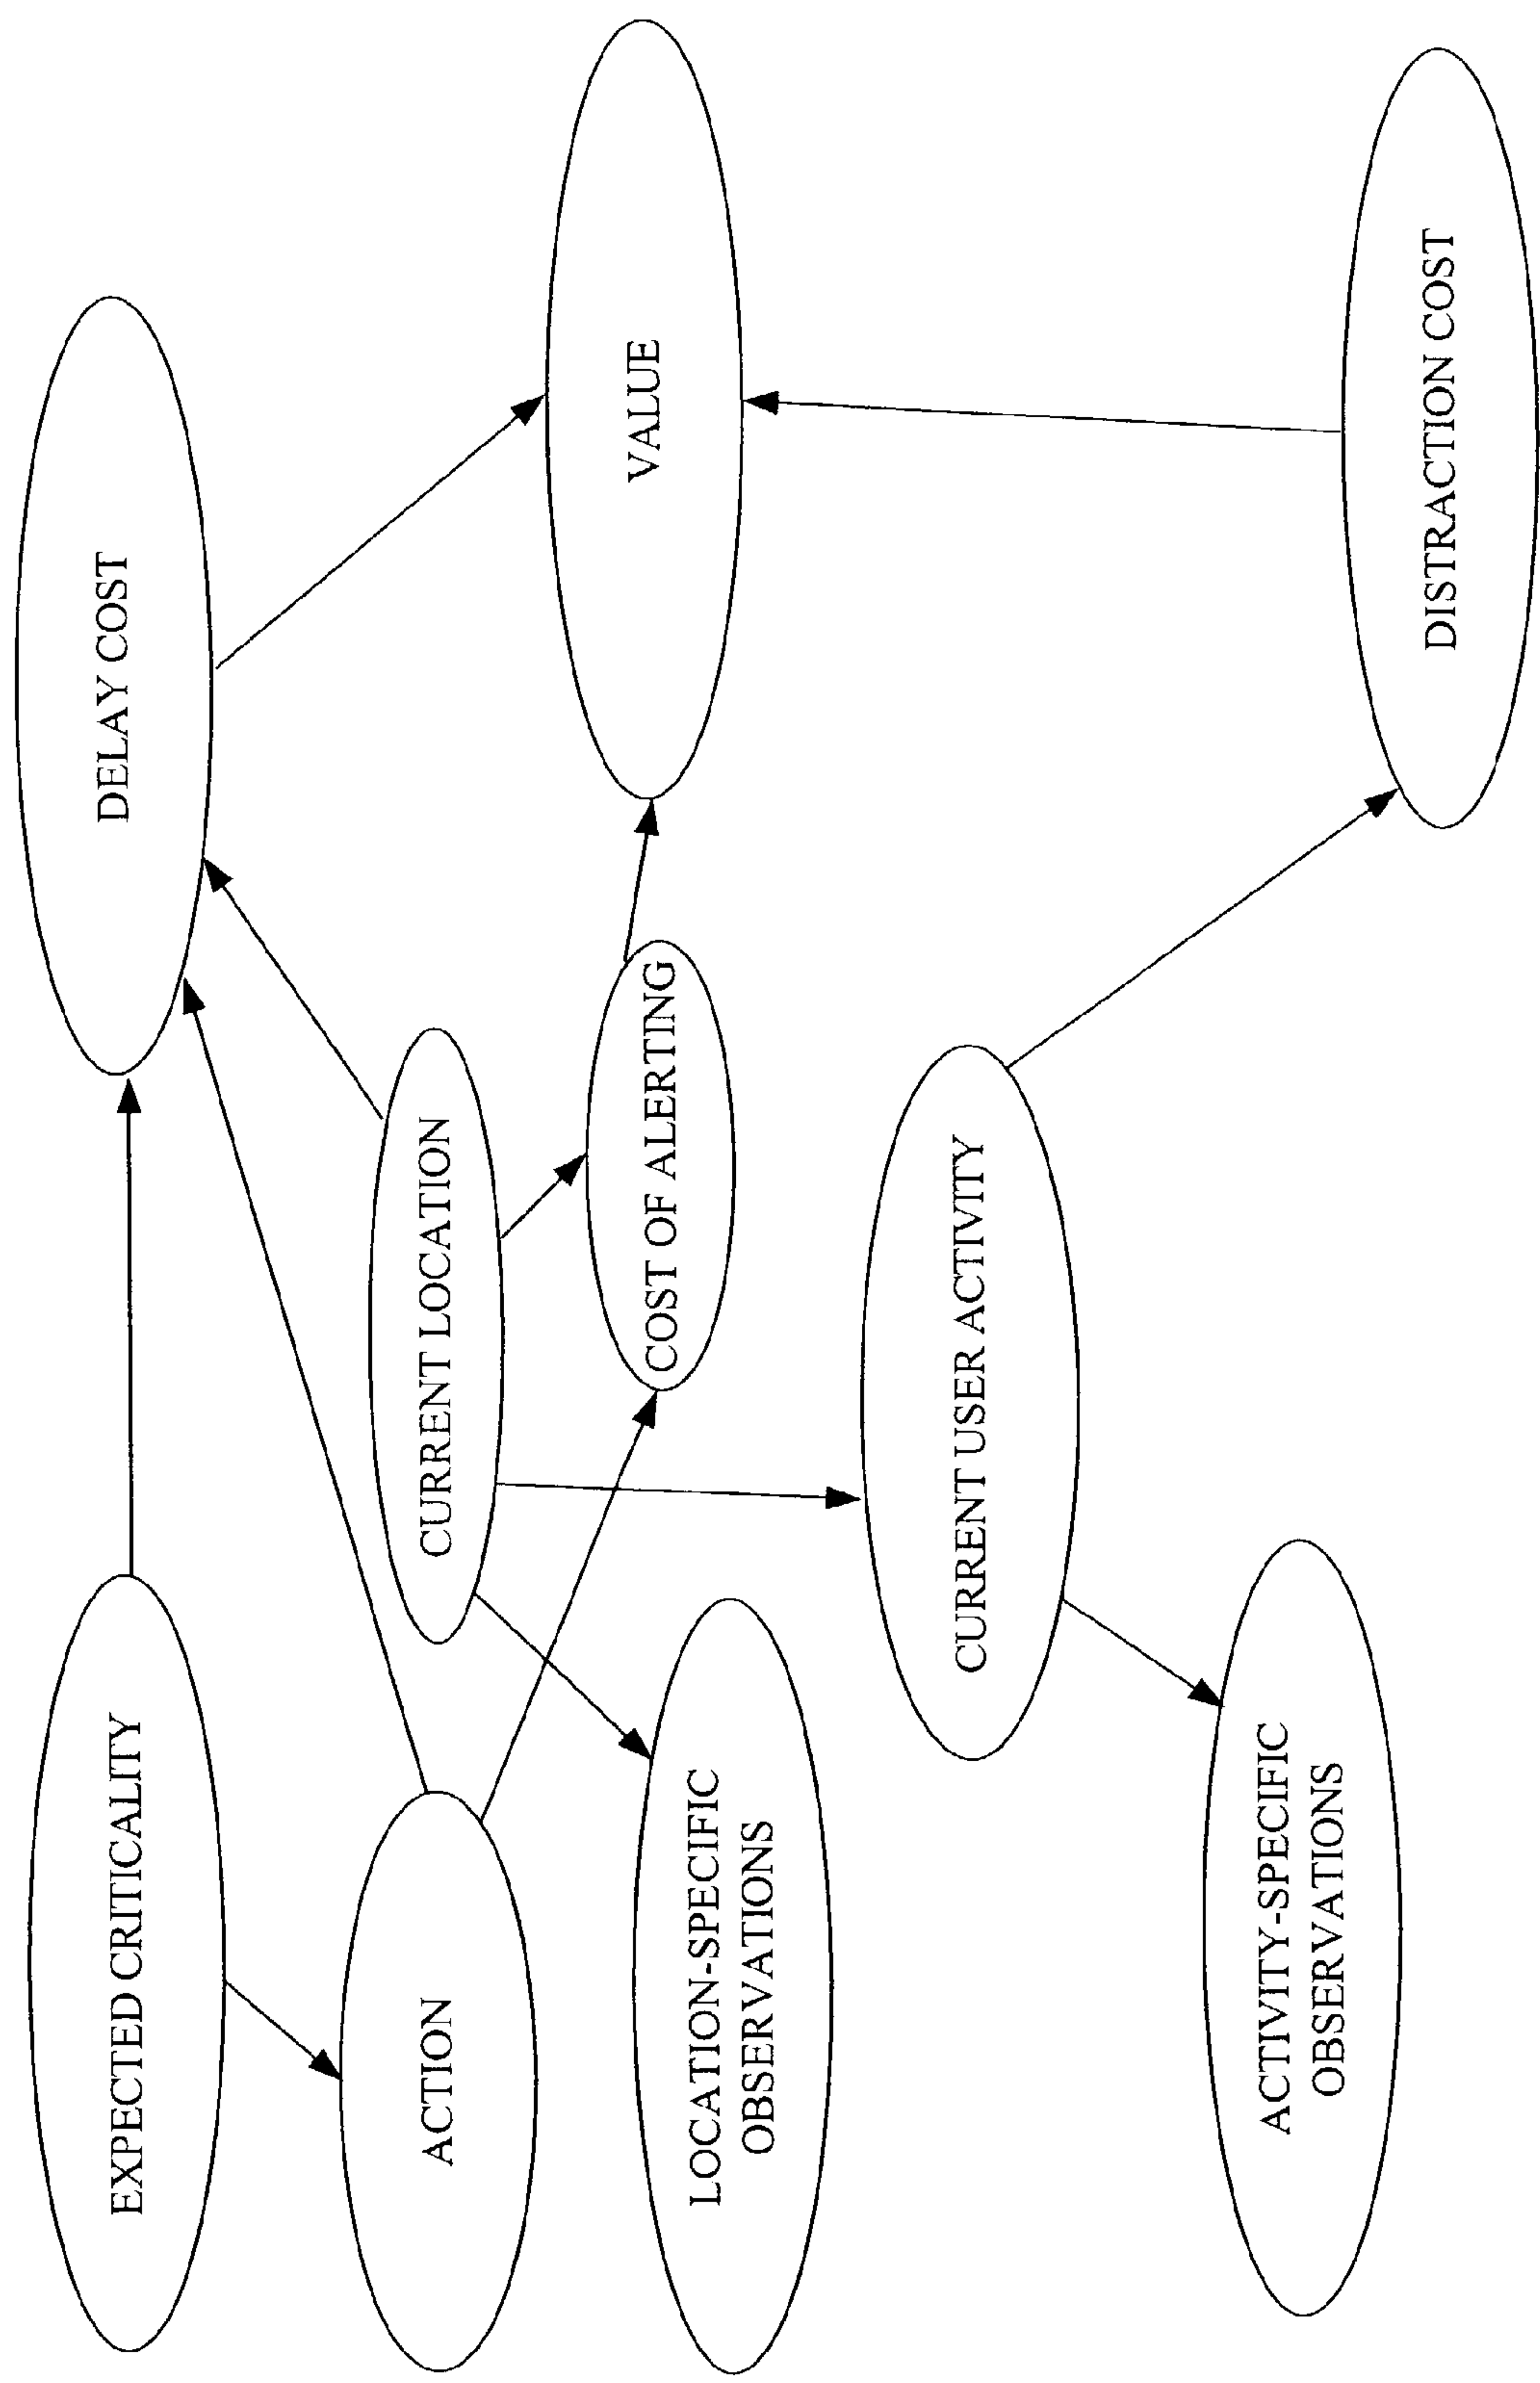 EXPECTED CRITICALITY
DELAY COST
ACTION
CURRENT LOCATION
VALUE
COST OF ALERTING
LOCATION-SPECIFIC
OBSERVATIONS
CURRENT USER ACTIVITY
ACTIVITY-SPECIFIC
OBSERVATIONS
DISTRACTION COST